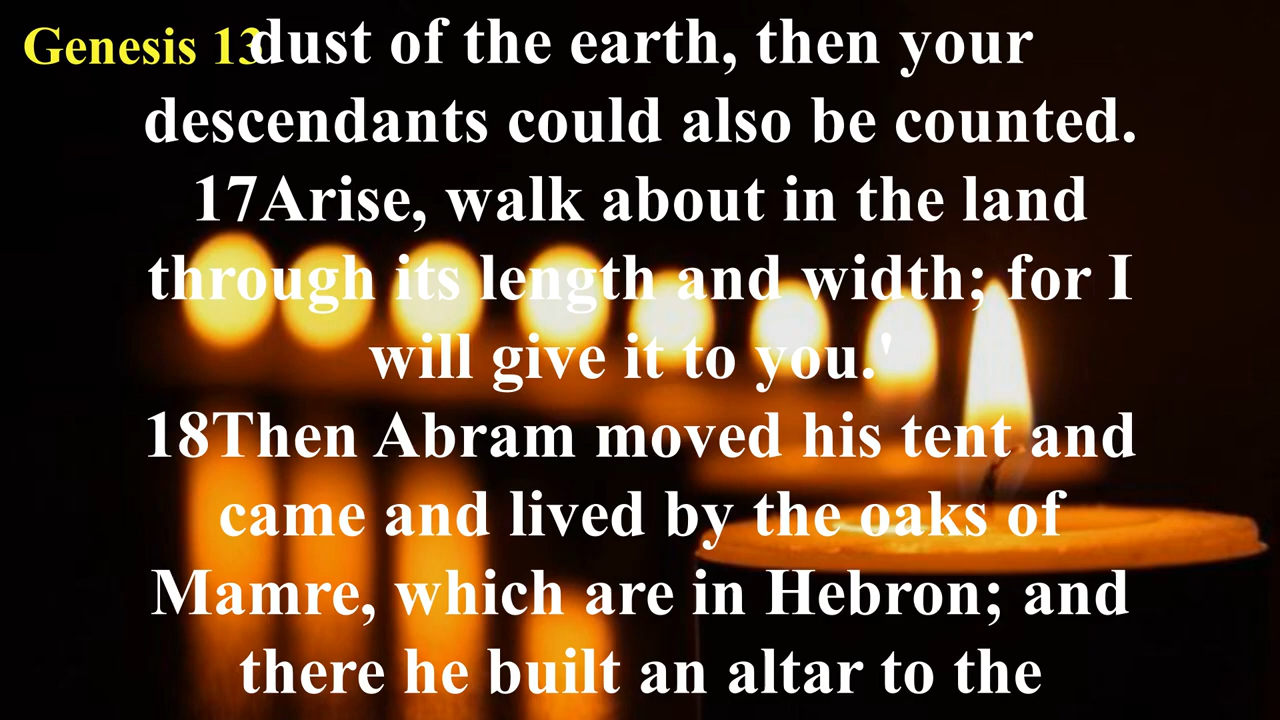 Genesis 13
dust of the earth, then your
descendants could also be counted.
17Arise, walk about in the land
through its length and width; for I
will give it to you.'
18Then Abram moved his tent and
came and lived by the oaks of
Mamre, which are in Hebron; and
there he built an altar to the